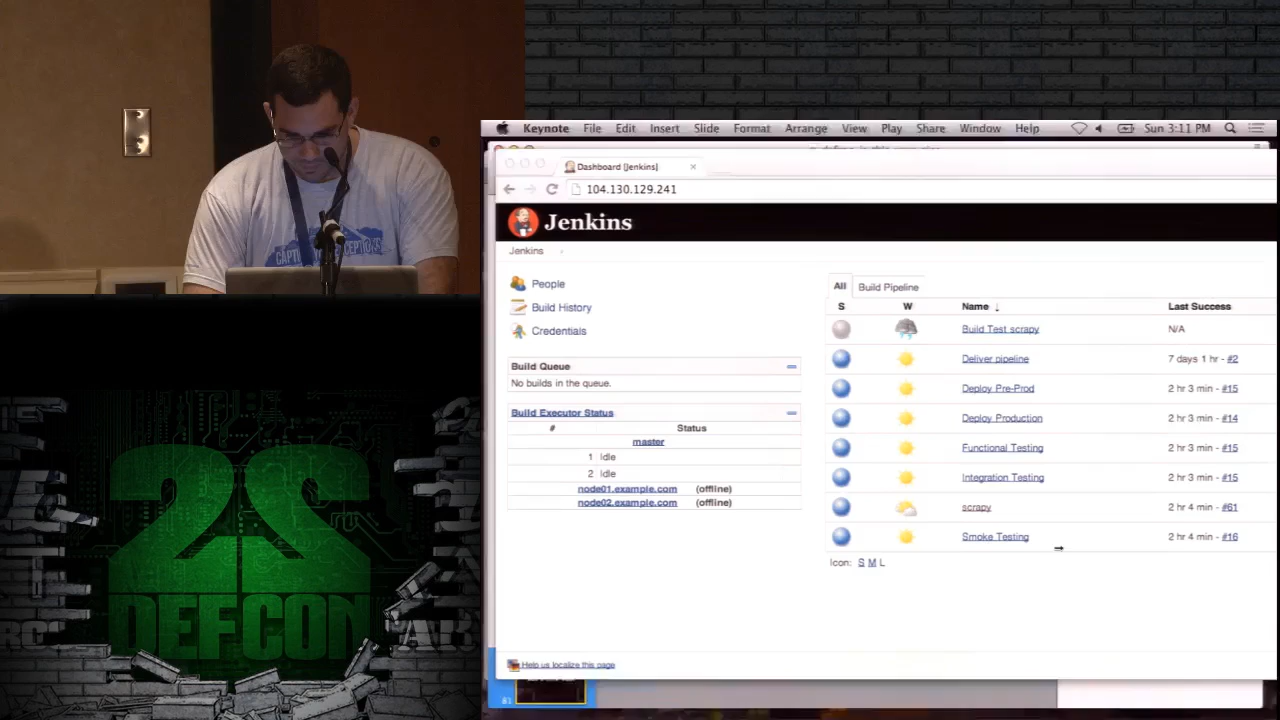 Keynote File Edit Insert Slide Format Arrange View Play Share Window Help Sun 3:11 PM
Dashboard [Jenkins]
104.130.129.241
Jenkins
Jenkins
People
Build History
Credentials
Build Queue
No builds in the queue.
Build Executor Status
# Status
master
1 Idle
2 Idle
node01.example.com (offline)
node02.example.com (offline)
All Build Pipeline
S W Name ↓ Last Success
Build Test scrapy N/A
Deliver pipeline 7 days 1 hr - #2
Deploy Pre-Prod 2 hr 3 min - #15
Deploy Production 2 hr 3 min - #14
Functional Testing 2 hr 3 min - #15
Integration Testing 2 hr 3 min - #15
scrapy 2 hr 4 min - #61
Smoke Testing 2 hr 4 min - #16
Icon: S M L
Help us localize this page
22
DEFCON